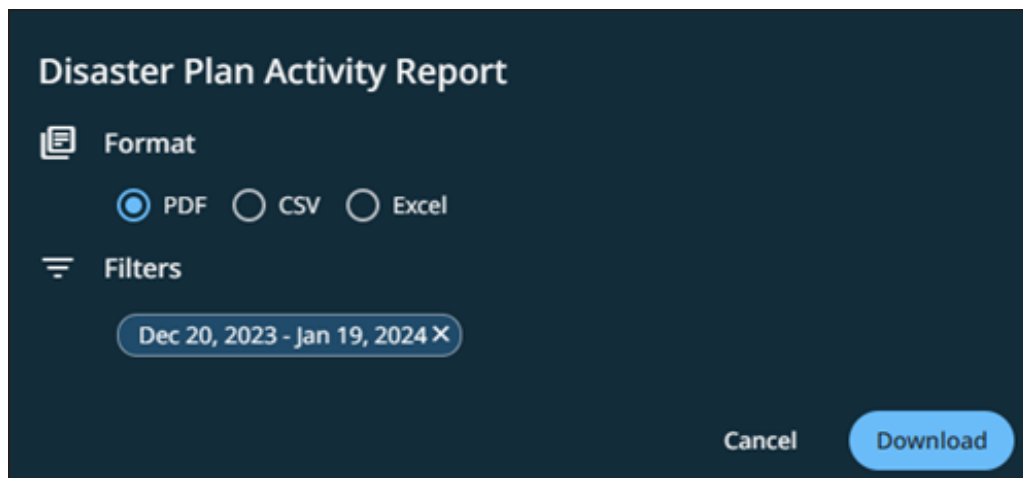 Disaster Plan Activity Report
Format
PDF CSV Excel
Filters
Dec 20, 2023 - Jan 19, 2024
Cancel Download